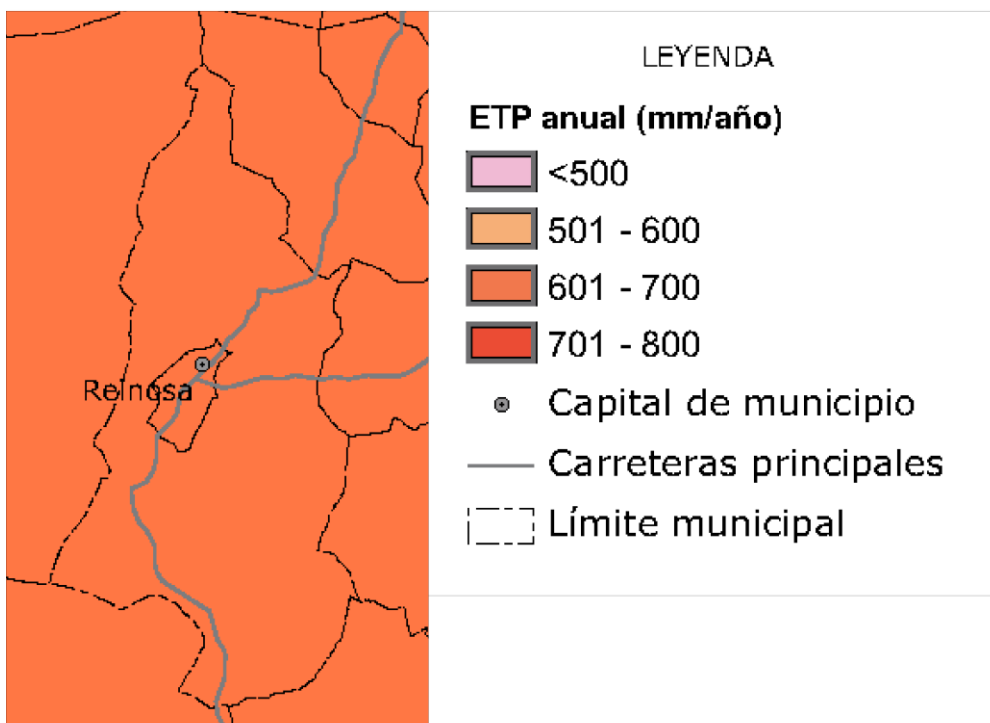 Reinosa
LEYENDA
ETP anual (mm/año)
<500
501 - 600
601 - 700
701 - 800
Capital de municipio
Carreteras principales
Límite municipal